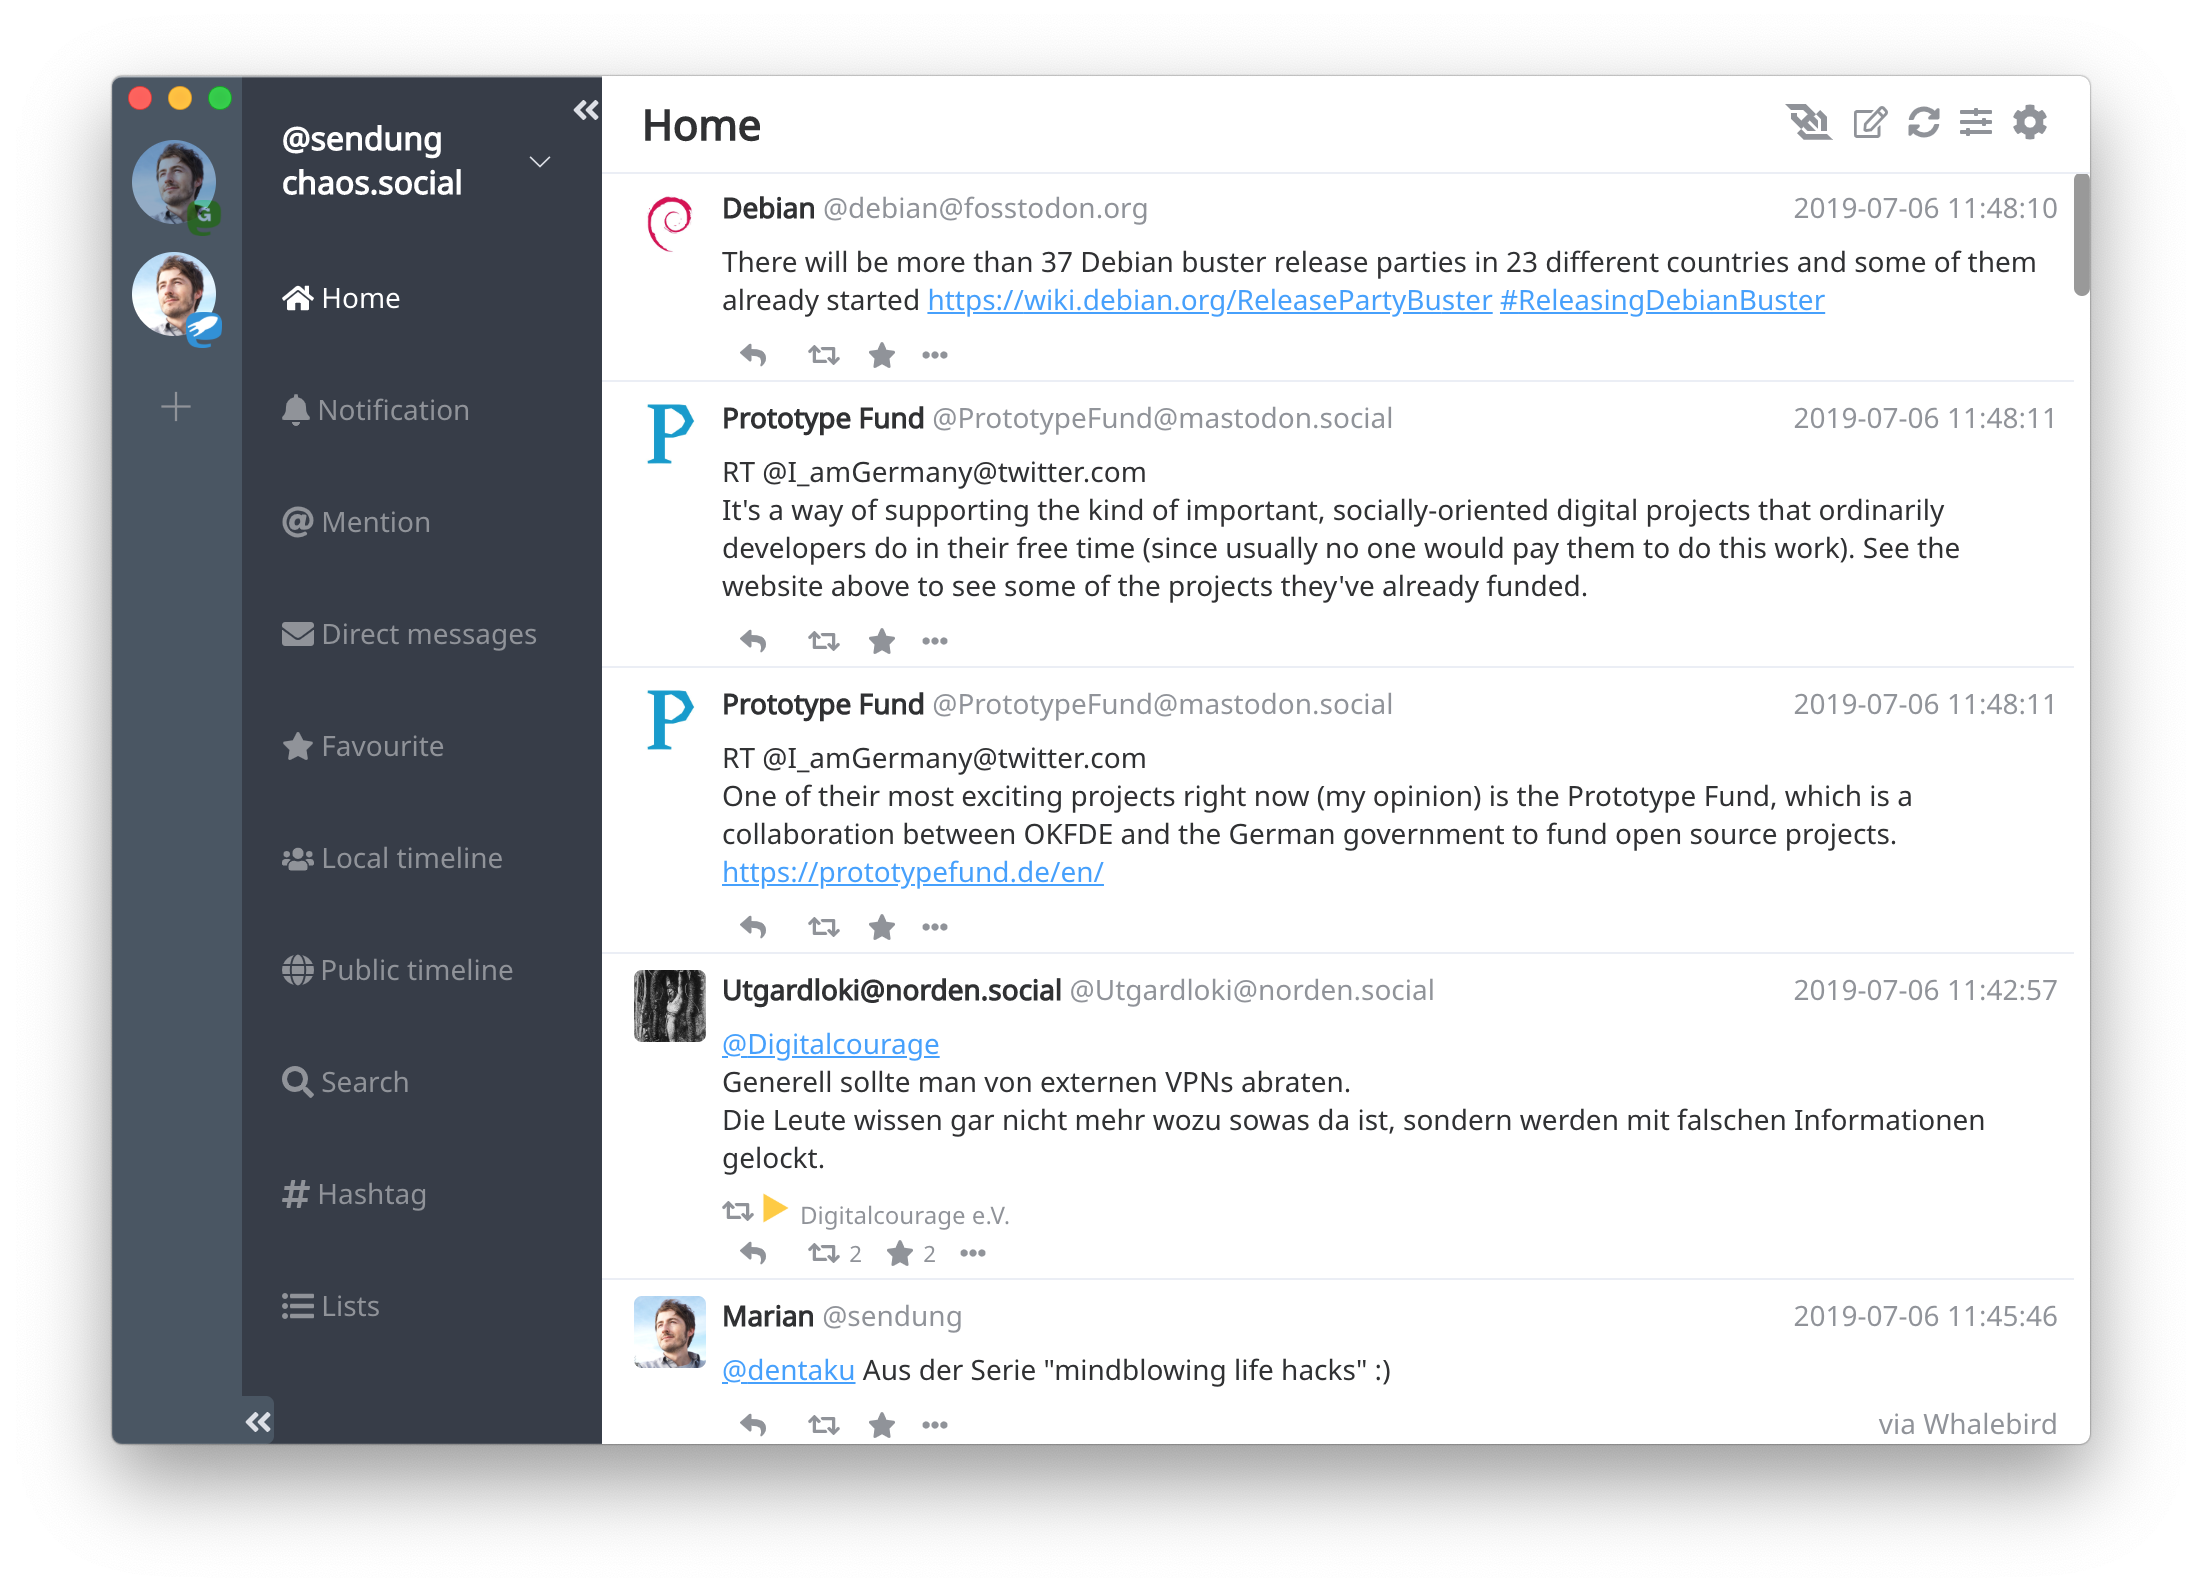 @sendung
chaos.social
Home
Notification
Mention
Direct messages
Favourite
Local timeline
Public timeline
Search
Hashtag
Lists
Home
Debian @debian@fosstodon.org 2019-07-06 11:48:10
There will be more than 37 Debian buster release parties in 23 different countries and some of them
already started https://wiki.debian.org/ReleasePartyBuster #ReleasingDebianBuster
Prototype Fund @PrototypeFund@mastodon.social 2019-07-06 11:48:11
RT @I_amGermany@twitter.com
It's a way of supporting the kind of important, socially-oriented digital projects that ordinarily
developers do in their free time (since usually no one would pay them to do this work). See the
website above to see some of the projects they've already funded.
Prototype Fund @PrototypeFund@mastodon.social 2019-07-06 11:48:11
RT @I_amGermany@twitter.com
One of their most exciting projects right now (my opinion) is the Prototype Fund, which is a
collaboration between OKFDE and the German government to fund open source projects.
https://prototypefund.de/en/
Utgardloki@norden.social @Utgardloki@norden.social 2019-07-06 11:42:57
@Digitalcourage
Generell sollte man von externen VPNs abraten.
Die Leute wissen gar nicht mehr wozu sowas da ist, sondern werden mit falschen Informationen
gelockt.
Digitalcourage e.V.
2 2
Marian @sendung 2019-07-06 11:45:46
@dentaku Aus der Serie "mindblowing life hacks" :)
via Whalebird